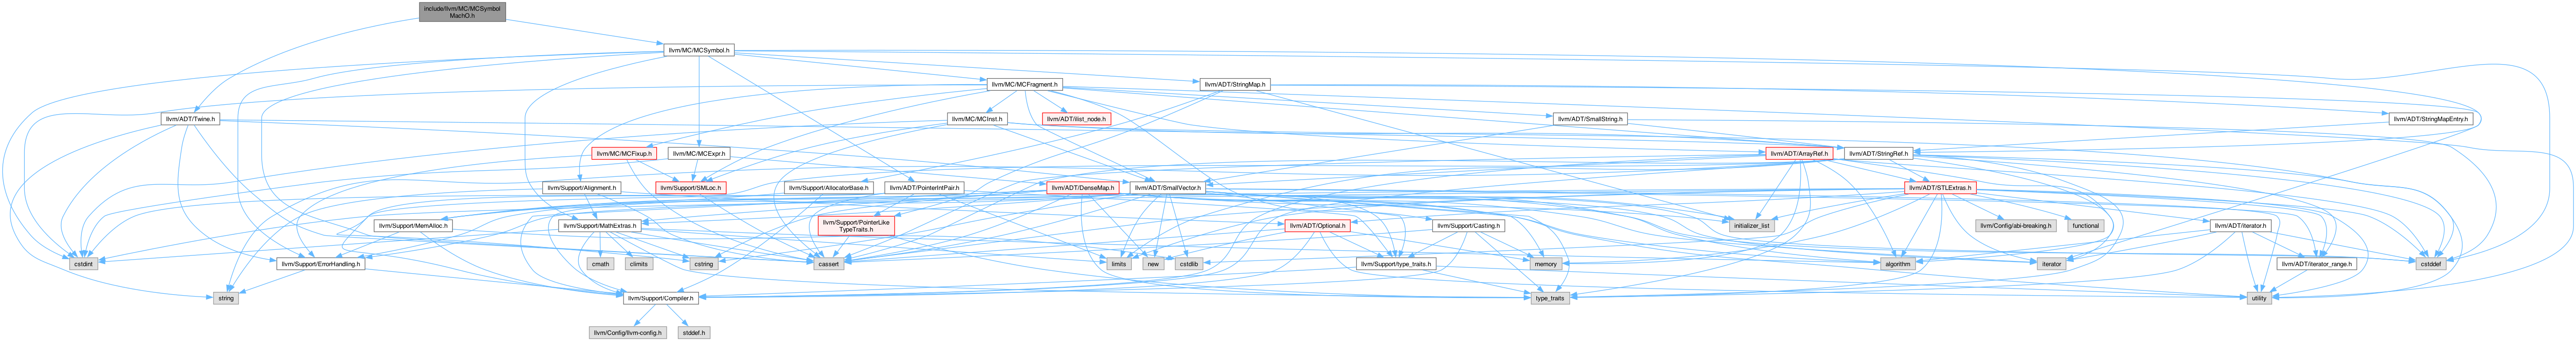 include/llvm/MC/MCSymbol
MachO.h
llvm/MC/MCSymbol.h
llvm/MC/MCFragment.h
llvm/ADT/StringMap.h
llvm/ADT/Twine.h
llvm/MC/MCInst.h
llvm/ADT/ilist_node.h
llvm/ADT/SmallString.h
llvm/ADT/StringMapEntry.h
llvm/MC/MCFixup.h
llvm/MC/MCExpr.h
llvm/ADT/ArrayRef.h
llvm/ADT/StringRef.h
llvm/Support/Alignment.h
llvm/Support/SMLoc.h
llvm/Support/AllocatorBase.h
llvm/ADT/PointerIntPair.h
llvm/ADT/DenseMap.h
llvm/ADT/SmallVector.h
llvm/ADT/STLExtras.h
llvm/Support/MemAlloc.h
llvm/Support/MathExtras.h
llvm/Support/PointerLike
TypeTraits.h
llvm/ADT/Optional.h
llvm/Support/Casting.h
initializer_list
llvm/Config/abi-breaking.h
functional
llvm/ADT/iterator.h
cstdint
llvm/Support/ErrorHandling.h
cmath
climits
cstring
cassert
limits
new
cstdlib
llvm/Support/type_traits.h
memory
algorithm
iterator
llvm/ADT/iterator_range.h
cstddef
string
llvm/Support/Compiler.h
type_traits
utility
llvm/Config/llvm-config.h
stddef.h